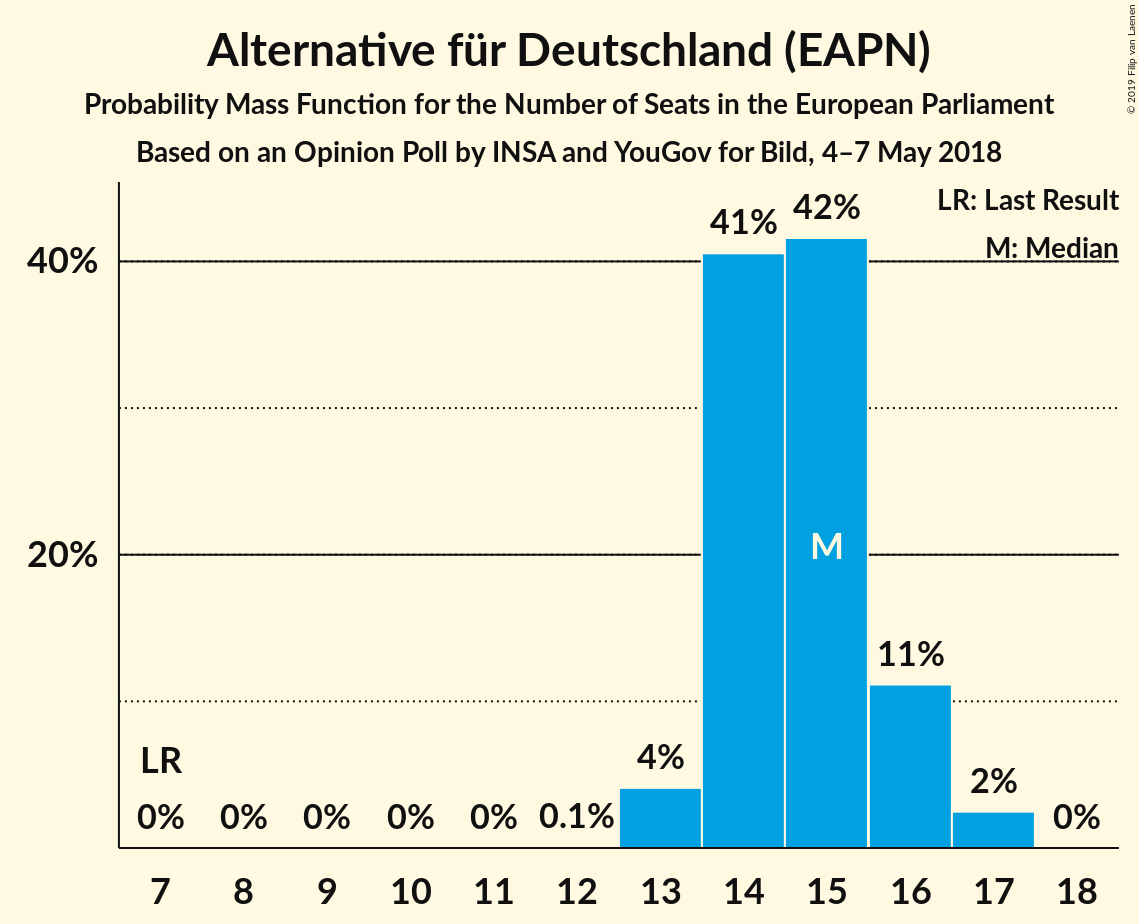 Alternative für Deutschland (EAPN)
Probability Mass Function for the Number of Seats in the European Parliament
Based on an Opinion Poll by INSA and YouGov for Bild, 4–7 May 2018
© 2019 Filip van Laenen
LR: Last Result
M: Median
40%
20%
41%
42%
M
11%
LR
4%
2%
0%
0%
0%
0%
0%
0.1%
0%
7 8 9 10 11 12 13 14 15 16 17 18